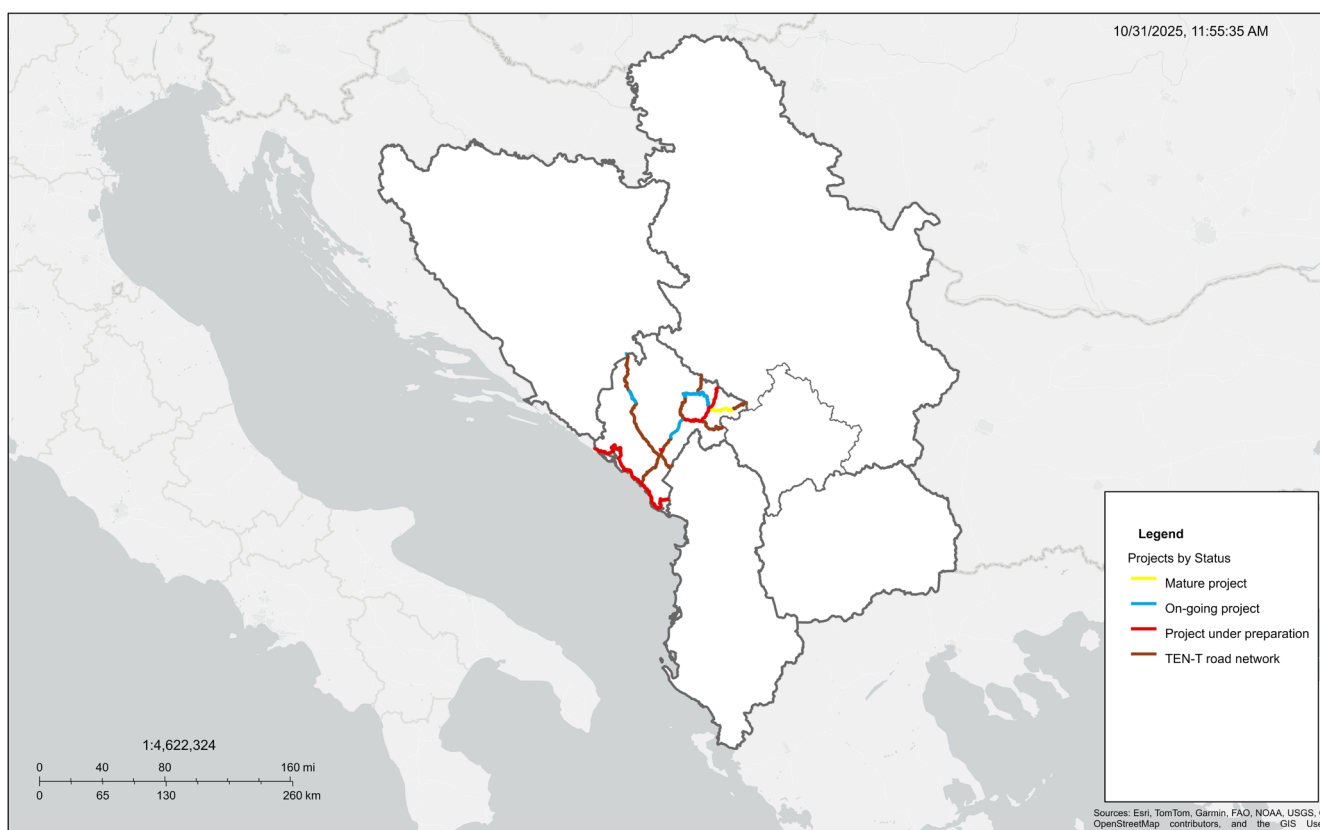 10/31/2025, 11:55:35 AM
Legend
Projects by Status
Mature project
On-going project
Project under preparation
TEN-T road network
1:4,622,324
0 40 80 160 mi
0 65 130 260 km
Sources: Esri, TomTom, Garmin, FAO, NOAA, USGS,
OpenStreetMap contributors, and the GIS